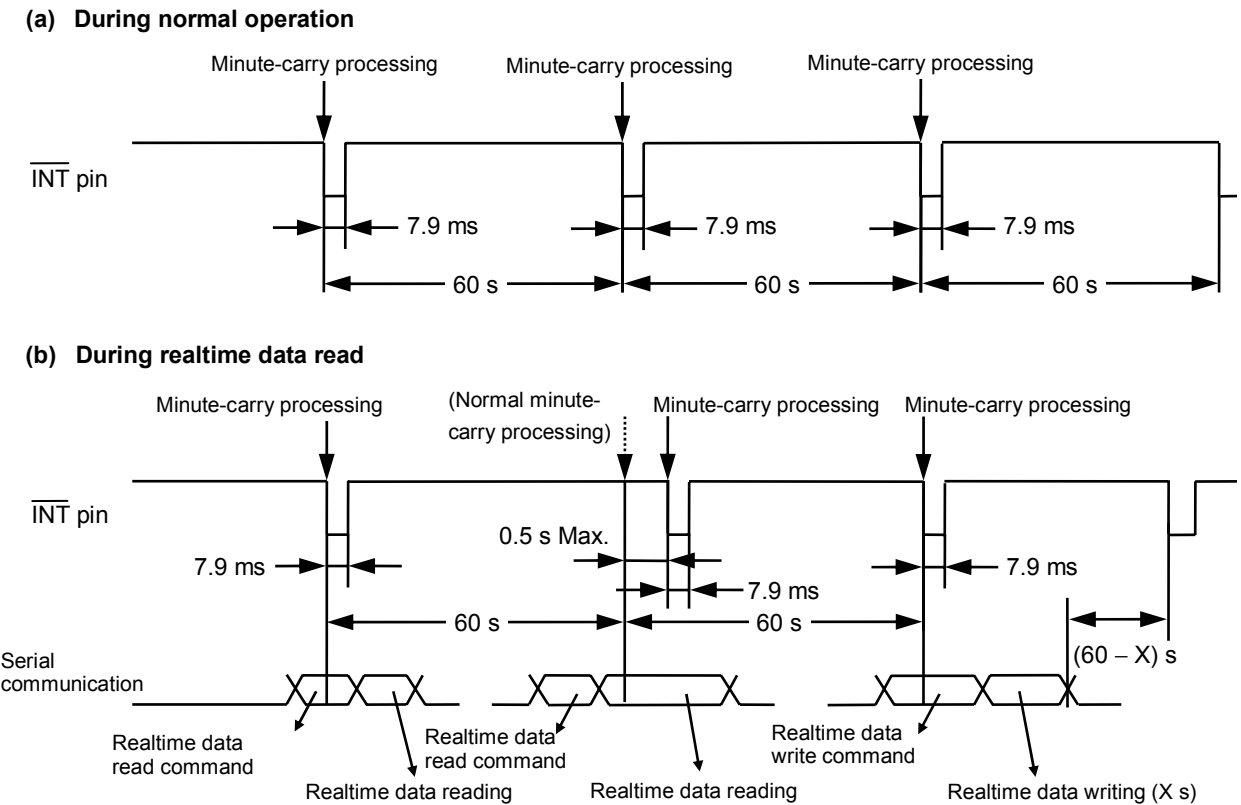 (a) During normal operation
Minute-carry processing
Minute-carry processing
Minute-carry processing
INT pin
7.9 ms
7.9 ms
7.9 ms
60 s
60 s
60 s
(b) During realtime data read
Minute-carry processing
(Normal minute-
carry processing)
Minute-carry processing
Minute-carry processing
INT pin
0.5 s Max.
7.9 ms
7.9 ms
7.9 ms
60 s
60 s
(60 − X) s
Serial
communication
Realtime data
read command
Realtime data reading
Realtime data
read command
Realtime data reading
Realtime data
write command
Realtime data writing (X s)